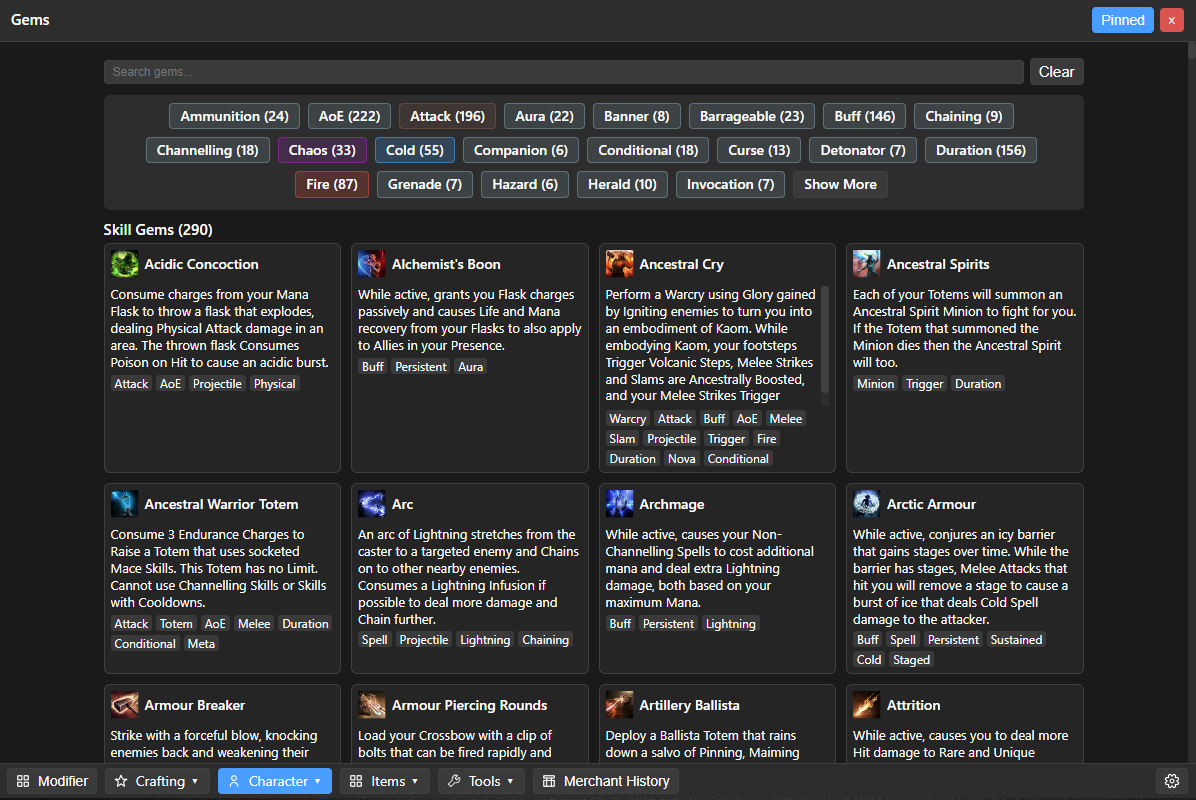 Gems
Pinned
x
Search gems...
Clear
Ammunition (24) AoE (222) Attack (196) Aura (22) Banner (8) Barrageable (23) Buff (146) Chaining (9)
Channelling (18) Chaos (33) Cold (55) Companion (6) Conditional (18) Curse (13) Detonator (7) Duration (156)
Fire (87) Grenade (7) Hazard (6) Herald (10) Invocation (7) Show More
Skill Gems (290)
Acidic Concoction
Consume charges from your Mana
Flask to throw a flask that explodes,
dealing Physical Attack damage in an
area. The thrown flask Consumes
Poison on Hit to cause an acidic burst.
Attack AoE Projectile Physical
Alchemist's Boon
While active, grants you Flask charges
passively and causes Life and Mana
recovery from your Flasks to also apply
to Allies in your Presence.
Buff Persistent Aura
Ancestral Cry
Perform a Warcry using Glory gained
by Igniting enemies to turn you into
an embodiment of Kaom. While
embodying Kaom, your footsteps
Trigger Volcanic Steps, Melee Strikes
and Slams are Ancestrally Boosted,
and your Melee Strikes Trigger
Warcry Attack Buff AoE Melee
Slam Projectile Trigger Fire
Duration Nova Conditional
Ancestral Spirits
Each of your Totems will summon an
Ancestral Spirit Minion to fight for you.
If the Totem that summoned the
Minion dies then the Ancestral Spirit
will too.
Minion Trigger Duration
Ancestral Warrior Totem
Consume 3 Endurance Charges to
Raise a Totem that uses socketed
Mace Skills. This Totem has no Limit.
Cannot use Channelling Skills or Skills
with Cooldowns.
Attack Totem AoE Melee Duration
Conditional Meta
Arc
An arc of Lightning stretches from the
caster to a targeted enemy and Chains
on to other nearby enemies.
Consumes a Lightning Infusion if
possible to deal more damage and
Chain further.
Spell Projectile Lightning Chaining
Archmage
While active, causes your Non-
Channelling Spells to cost additional
mana and deal extra Lightning
damage, both based on your
maximum Mana.
Buff Persistent Lightning
Arctic Armour
While active, conjures an icy barrier
that gains stages over time. While the
barrier has stages, Melee Attacks that
hit you will remove a stage to cause a
burst of ice that deals Cold Spell
damage to the attacker.
Buff Spell Persistent Sustained
Cold Staged
Armour Breaker
Strike with a forceful blow, knocking
enemies back and weakening their
Armour Piercing Rounds
Load your Crossbow with a clip of
bolts that can be fired rapidly and
Artillery Ballista
Deploy a Ballista Totem that rains
down a salvo of Pinning, Maiming
Attrition
While active, causes you to deal more
Hit damage to Rare and Unique
Modifier Crafting Character Items Tools Merchant History